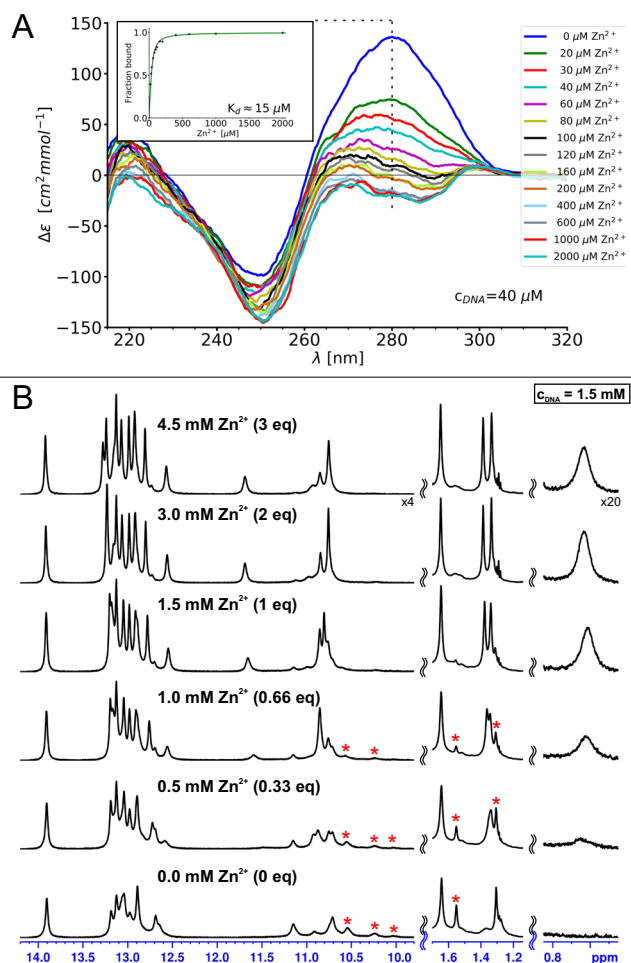 A
150
100
50
0
−50
−100
−150
Δε [cm²mmol⁻¹]
220
240
260
280
300
320
λ [nm]
1.0
0.5
0.0
0
500
1000
1500
2000
Fraction bound
Zn²⁺ [μM]
K_d ≈ 15 μM
0 μM Zn²⁺
20 μM Zn²⁺
30 μM Zn²⁺
40 μM Zn²⁺
60 μM Zn²⁺
80 μM Zn²⁺
100 μM Zn²⁺
120 μM Zn²⁺
160 μM Zn²⁺
200 μM Zn²⁺
400 μM Zn²⁺
600 μM Zn²⁺
1000 μM Zn²⁺
2000 μM Zn²⁺
c_DNA=40 μM
B
c_DNA = 1.5 mM
4.5 mM Zn²⁺ (3 eq)
x4
x20
3.0 mM Zn²⁺ (2 eq)
1.5 mM Zn²⁺ (1 eq)
1.0 mM Zn²⁺ (0.66 eq)
* * * *
0.5 mM Zn²⁺ (0.33 eq)
* * * * *
0.0 mM Zn²⁺ (0 eq)
* * * *
14.0 13.5 13.0 12.5 12.0 11.5 11.0 10.5 10.0 1.6 1.4 1.2 0.8 ppm